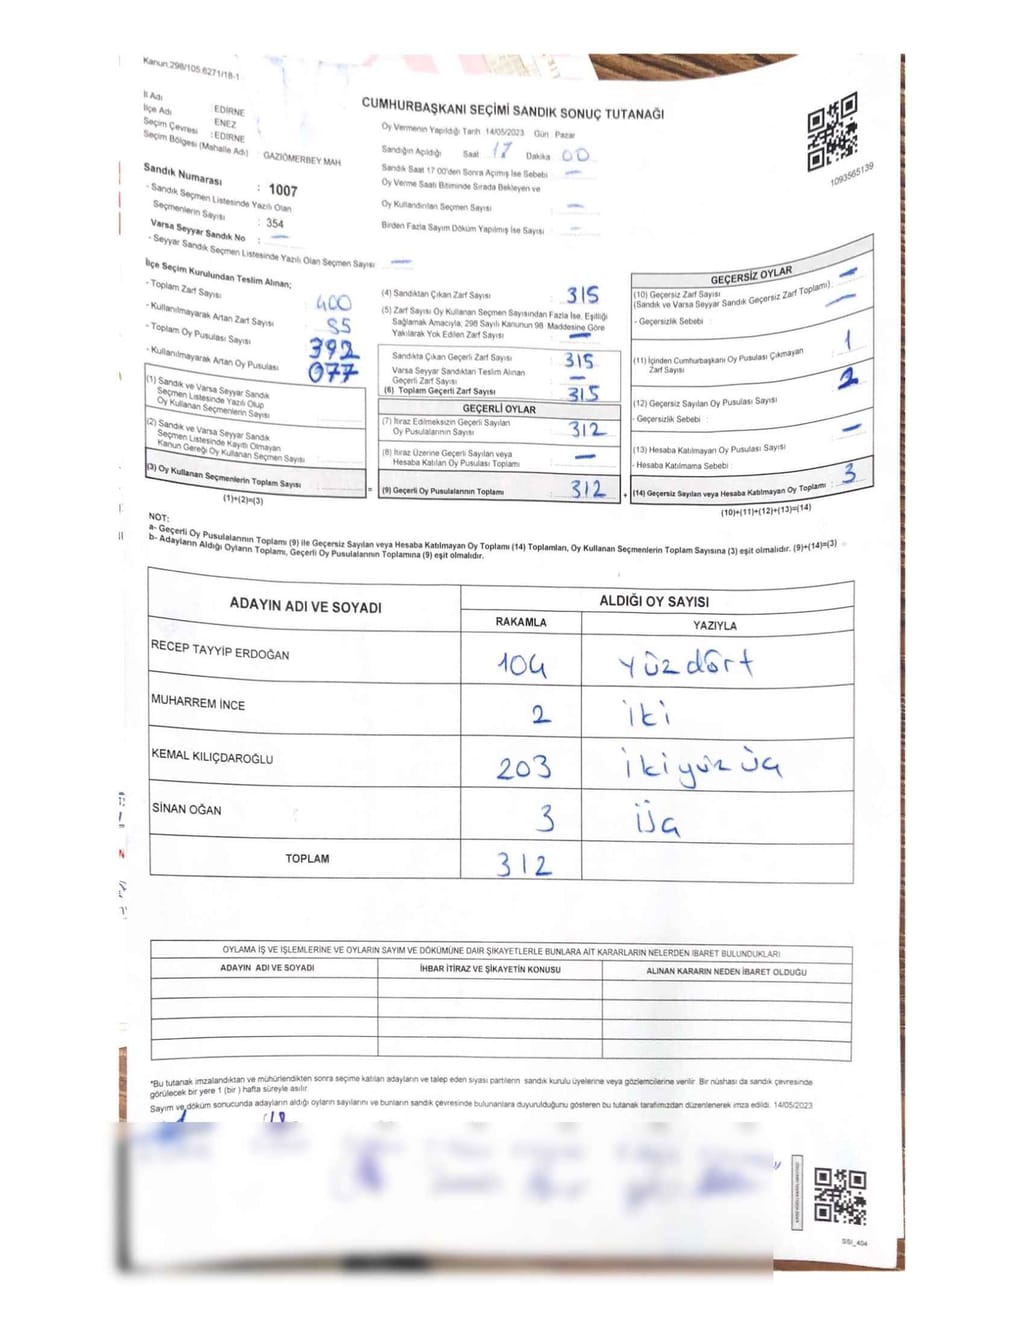 Kanun:298/105.6271/18-1
CUMHURBAŞKANI SEÇİMİ SANDIK SONUÇ TUTANAĞI
İl Adı : EDİRNE
İlçe Adı : ENEZ
Seçim Çevresi : EDİRNE
Seçim Bölgesi (Mahalle Adı) : GAZİÖMERBEY MAH
Sandık Numarası : 1007
- Sandık Seçmen Listesinde Yazılı Olan
Seçmenlerin Sayısı : 354
Varsa Seyyar Sandık No : —
- Seyyar Sandık Seçmen Listesinde Yazılı Olan Seçmen Sayısı —
Oy Vermenin Yapıldığı Tarih 14/05/2023 Gün Pazar
Sandığın Açıldığı Saat 17 Dakika 00
Sandık Saat 17.00'den Sonra Açımış İse Sebebi —
Oy Verme Saati Bitiminde Sırada Bekleyen ve
Oy Kullandırılan Seçmen Sayısı —
Birden Fazla Sayım Döküm Yapılmış İse Sayısı —
1093565139
İlçe Seçim Kurulundan Teslim Alınan;
- Toplam Zarf Sayısı 400
- Kullanılmayarak Artan Zarf Sayısı 85
- Toplam Oy Pusulası Sayısı 392
- Kullanılmayarak Artan Oy Pusulası 077
(1) Sandık ve Varsa Seyyar Sandık
Seçmen Listesinde Yazılı Olup
Oy Kullanan Seçmenlerin Sayısı
(2) Sandık ve Varsa Seyyar Sandık
Seçmen Listesinde Kayıtlı Olmayan
Kanun Gereği Oy Kullanan Seçmen Sayısı
(3) Oy Kullanan Seçmenlerin Toplam Sayısı =
(1)+(2)=(3)
(4) Sandıktan Çıkan Zarf Sayısı : 315
(5) Zarf Sayısı Oy Kullanan Seçmen Sayısından Fazla İse, Eşitliği
Sağlamak Amacıyla, 298 Sayılı Kanunun 98. Maddesine Göre
Yakılarak Yok Edilen Zarf Sayısı : —
Sandıkta Çıkan Geçerli Zarf Sayısı : 315
Varsa Seyyar Sandıktan Teslim Alınan
Geçerli Zarf Sayısı —
(6) Toplam Geçerli Zarf Sayısı : 315
GEÇERLİ OYLAR
(7) İtiraz Edilmeksizin Geçerli Sayılan
Oy Pusulalarının Sayısı : 312
(8) İtiraz Üzerine Geçerli Sayılan veya
Hesaba Katılan Oy Pusulası Toplamı : —
(9) Geçerli Oy Pusulalarının Toplamı : 312 +
GEÇERSİZ OYLAR
(10) Geçersiz Zarf Sayısı —
(Sandık ve Varsa Seyyar Sandık Geçersiz Zarf Toplamı) : —
- Geçersizlik Sebebi :
(11) İçinden Cumhurbaşkanı Oy Pusulası Çıkmayan
Zarf Sayısı : 1
(12) Geçersiz Sayılan Oy Pusulası Sayısı 2
- Geçersizlik Sebebi :
(13) Hesaba Katılmayan Oy Pusulası Sayısı —
- Hesaba Katılmama Sebebi :
(14) Geçersiz Sayılan veya Hesaba Katılmayan Oy Toplamı : 3
(10)+(11)+(12)+(13)=(14)
NOT:
a- Geçerli Oy Pusulalarının Toplamı (9) ile Geçersiz Sayılan veya Hesaba Katılmayan Oy Toplamı (14) Toplamları, Oy Kullanan Seçmenlerin Toplam Sayısına (3) eşit olmalıdır. (9)+(14)=(3)
b- Adayların Aldığı Oyların Toplamı, Geçerli Oy Pusulalarının Toplamına (9) eşit olmalıdır.
ADAYIN ADI VE SOYADI ALDIĞI OY SAYISI
RAKAMLA YAZIYLA
RECEP TAYYİP ERDOĞAN 104 yüzdört
MUHARREM İNCE 2 iki
KEMAL KILIÇDAROĞLU 203 ikiyüzüç
SİNAN OĞAN 3 üç
TOPLAM 312
OYLAMA İŞ VE İŞLEMLERİNE VE OYLARIN SAYIM VE DÖKÜMÜNE DAİR ŞİKAYETLERLE BUNLARA AİT KARARLARIN NELERDEN İBARET BULUNDUKLARI
ADAYIN ADI VE SOYADI İHBAR İTİRAZ VE ŞİKAYETİN KONUSU ALINAN KARARIN NEDEN İBARET OLDUĞU
*Bu tutanak imzalandıktan ve mühürlendikten sonra seçime katılan adayların ve talep eden siyasi partilerin sandık kurulu üyelerine veya gözlemcilerine verilir. Bir nüshası da sandık çevresinde
görülecek bir yere 1 (bir ) hafta süreyle asılır.
Sayım ve döküm sonucunda adayların aldığı oyların sayılarını ve bunların sandık çevresinde bulunanlara duyurulduğunu gösteren bu tutanak tarafımızdan düzenlenerek imza edildi. 14/05/2023
SSI_404